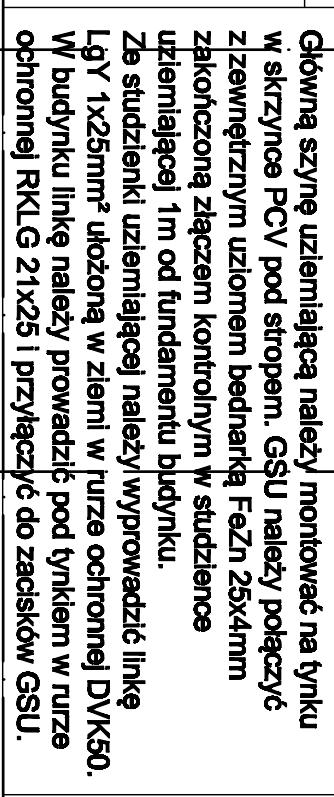 Główną szynę uziemiającą należy montować na tynku
w skrzynce PCV pod stropem. GSU należy połączyć
z zewnętrznym uziomem bednarką FeZn 25x4mm
zakończoną złączem kontrolnym w studzience
uziemiającej 1m od fundamentu budynku.
Ze studzienki uziemiającej należy wyprowadzić linkę
LgY 1x25mm² ułożoną w ziemi w rurze ochronnej DVK50.
W budynku linkę należy prowadzić pod tynkiem w rurze
ochronnej RKLG 21x25 i przyłączyć do zacisków GSU.